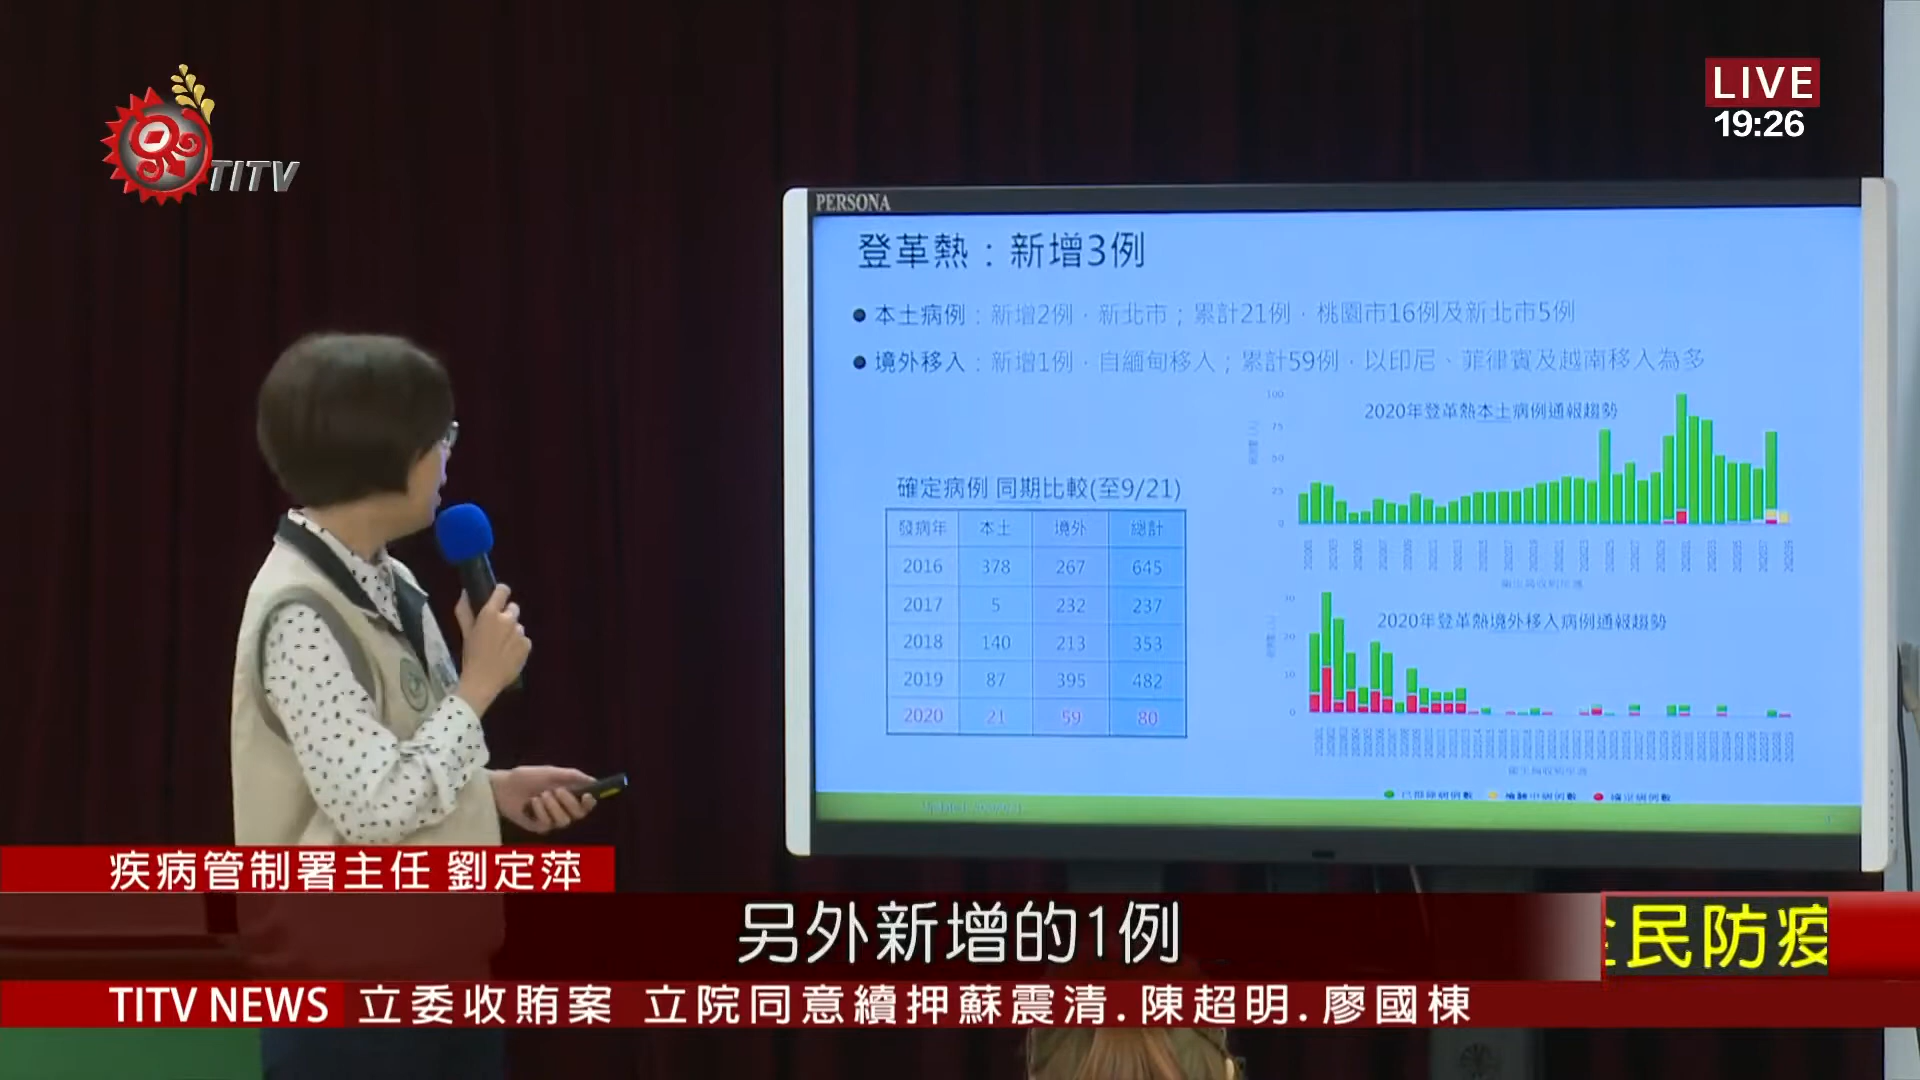 TITV
LIVE
19:26
PERSONA
登革熱：新增3例
本土病例：新增2例，新北市；累計21例，桃園市16例及新北市5例
境外移入：新增1例，自緬甸移入；累計59例，以印尼、菲律賓及越南移入為多
2020年登革熱本土病例通報趨勢
100
75
50
25
0
確定病例 同期比較(至9/21)
發病年 本土 境外 總計
2016 378 267 645
2017 5 232 237
2018 140 213 353
2019 87 395 482
2020 21 59 80
2020年登革熱境外移入病例通報趨勢
30
20
10
0
疾病管制署主任 劉定萍
另外新增的1例
民防疫
TITV NEWS 立委收賄案 立院同意續押蘇震清.陳超明.廖國棟